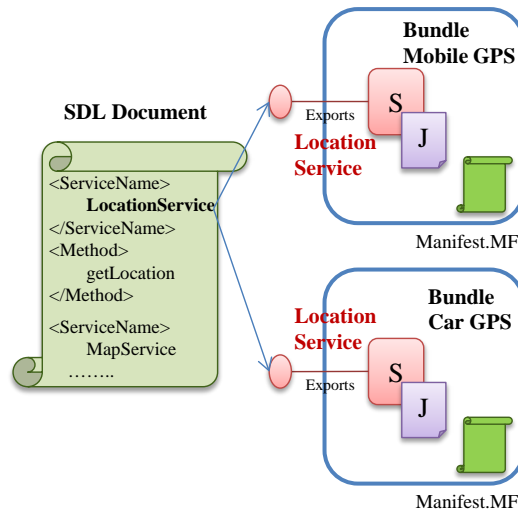 SDL Document
<ServiceName>
LocationService
</ServiceName>
<Method>
getLocation
</Method>
<ServiceName>
MapService
……..
Bundle
Mobile GPS
S
J
Exports
Location
Service
Manifest.MF
Bundle
Car GPS
Location
Service
S
J
Exports
Manifest.MF